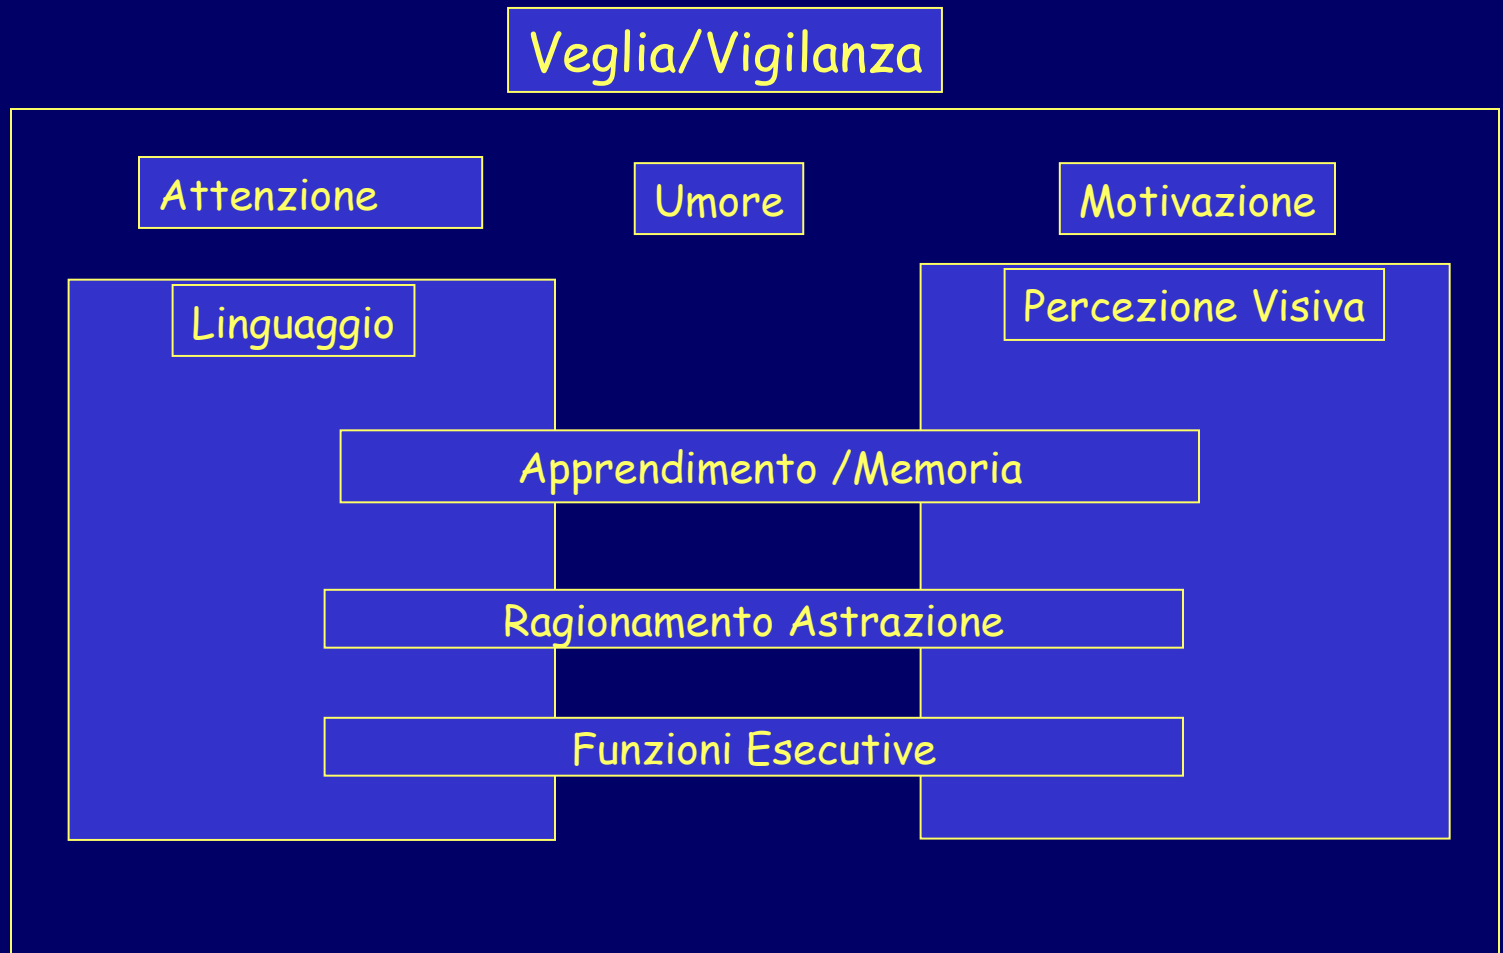 Veglia/Vigilanza
Attenzione
Umore
Motivazione
Linguaggio
Percezione Visiva
Apprendimento /Memoria
Ragionamento Astrazione
Funzioni Esecutive